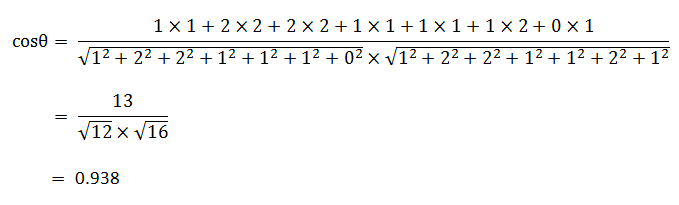 cosθ = (1 × 1 + 2 × 2 + 2 × 2 + 1 × 1 + 1 × 1 + 1 × 2 + 0 × 1) / (√(1² + 2² + 2² + 1² + 1² + 1² + 0²) × √(1² + 2² + 2² + 1² + 1² + 2² + 1²))
= 13 / (√12 × √16)
= 0.938